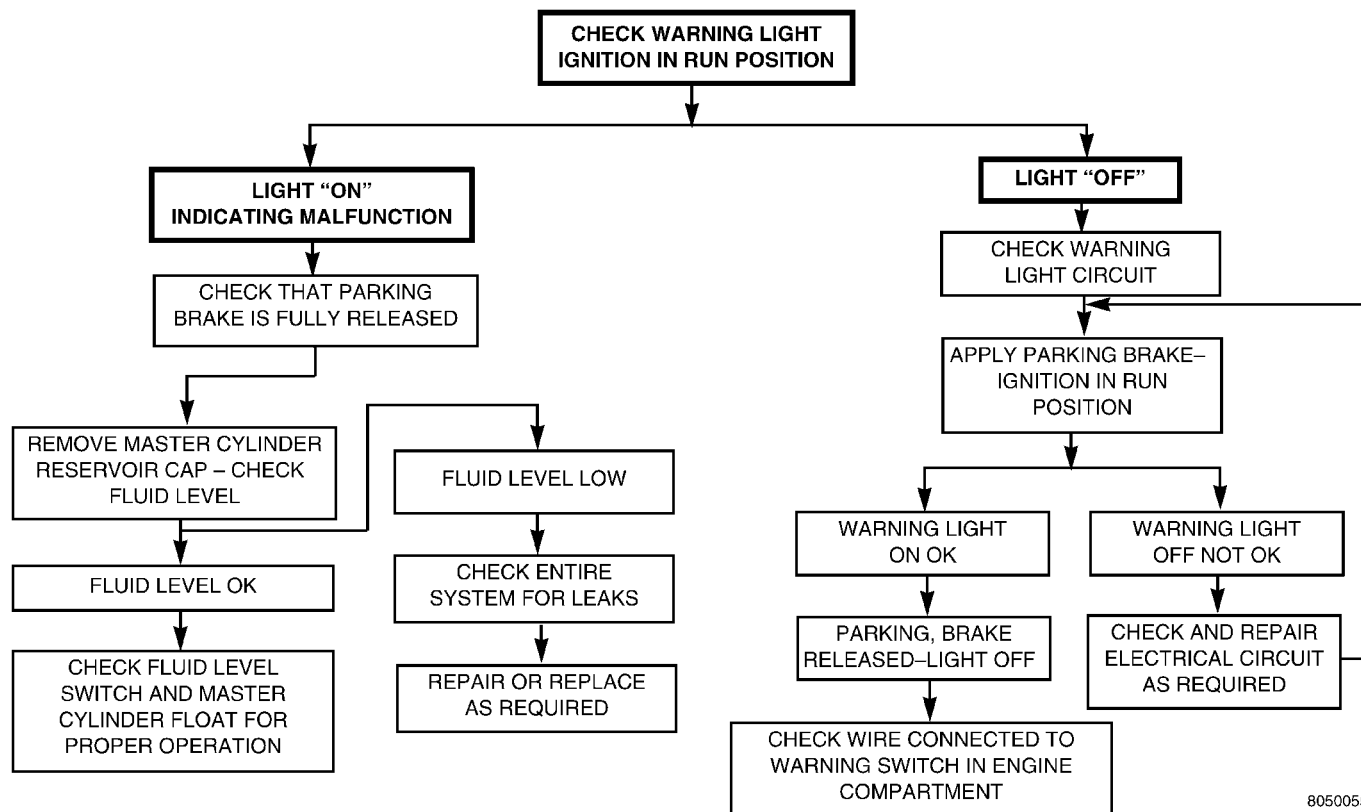 CHECK WARNING LIGHT
IGNITION IN RUN POSITION
LIGHT “ON”
INDICATING MALFUNCTION
CHECK THAT PARKING
BRAKE IS FULLY RELEASED
REMOVE MASTER CYLINDER
RESERVOIR CAP – CHECK
FLUID LEVEL
FLUID LEVEL OK
CHECK FLUID LEVEL
SWITCH AND MASTER
CYLINDER FLOAT FOR
PROPER OPERATION
FLUID LEVEL LOW
CHECK ENTIRE
SYSTEM FOR LEAKS
REPAIR OR REPLACE
AS REQUIRED
LIGHT “OFF”
CHECK WARNING
LIGHT CIRCUIT
APPLY PARKING BRAKE–
IGNITION IN RUN
POSITION
WARNING LIGHT
ON OK
PARKING, BRAKE
RELEASED–LIGHT OFF
CHECK WIRE CONNECTED TO
WARNING SWITCH IN ENGINE
COMPARTMENT
WARNING LIGHT
OFF NOT OK
CHECK AND REPAIR
ELECTRICAL CIRCUIT
AS REQUIRED